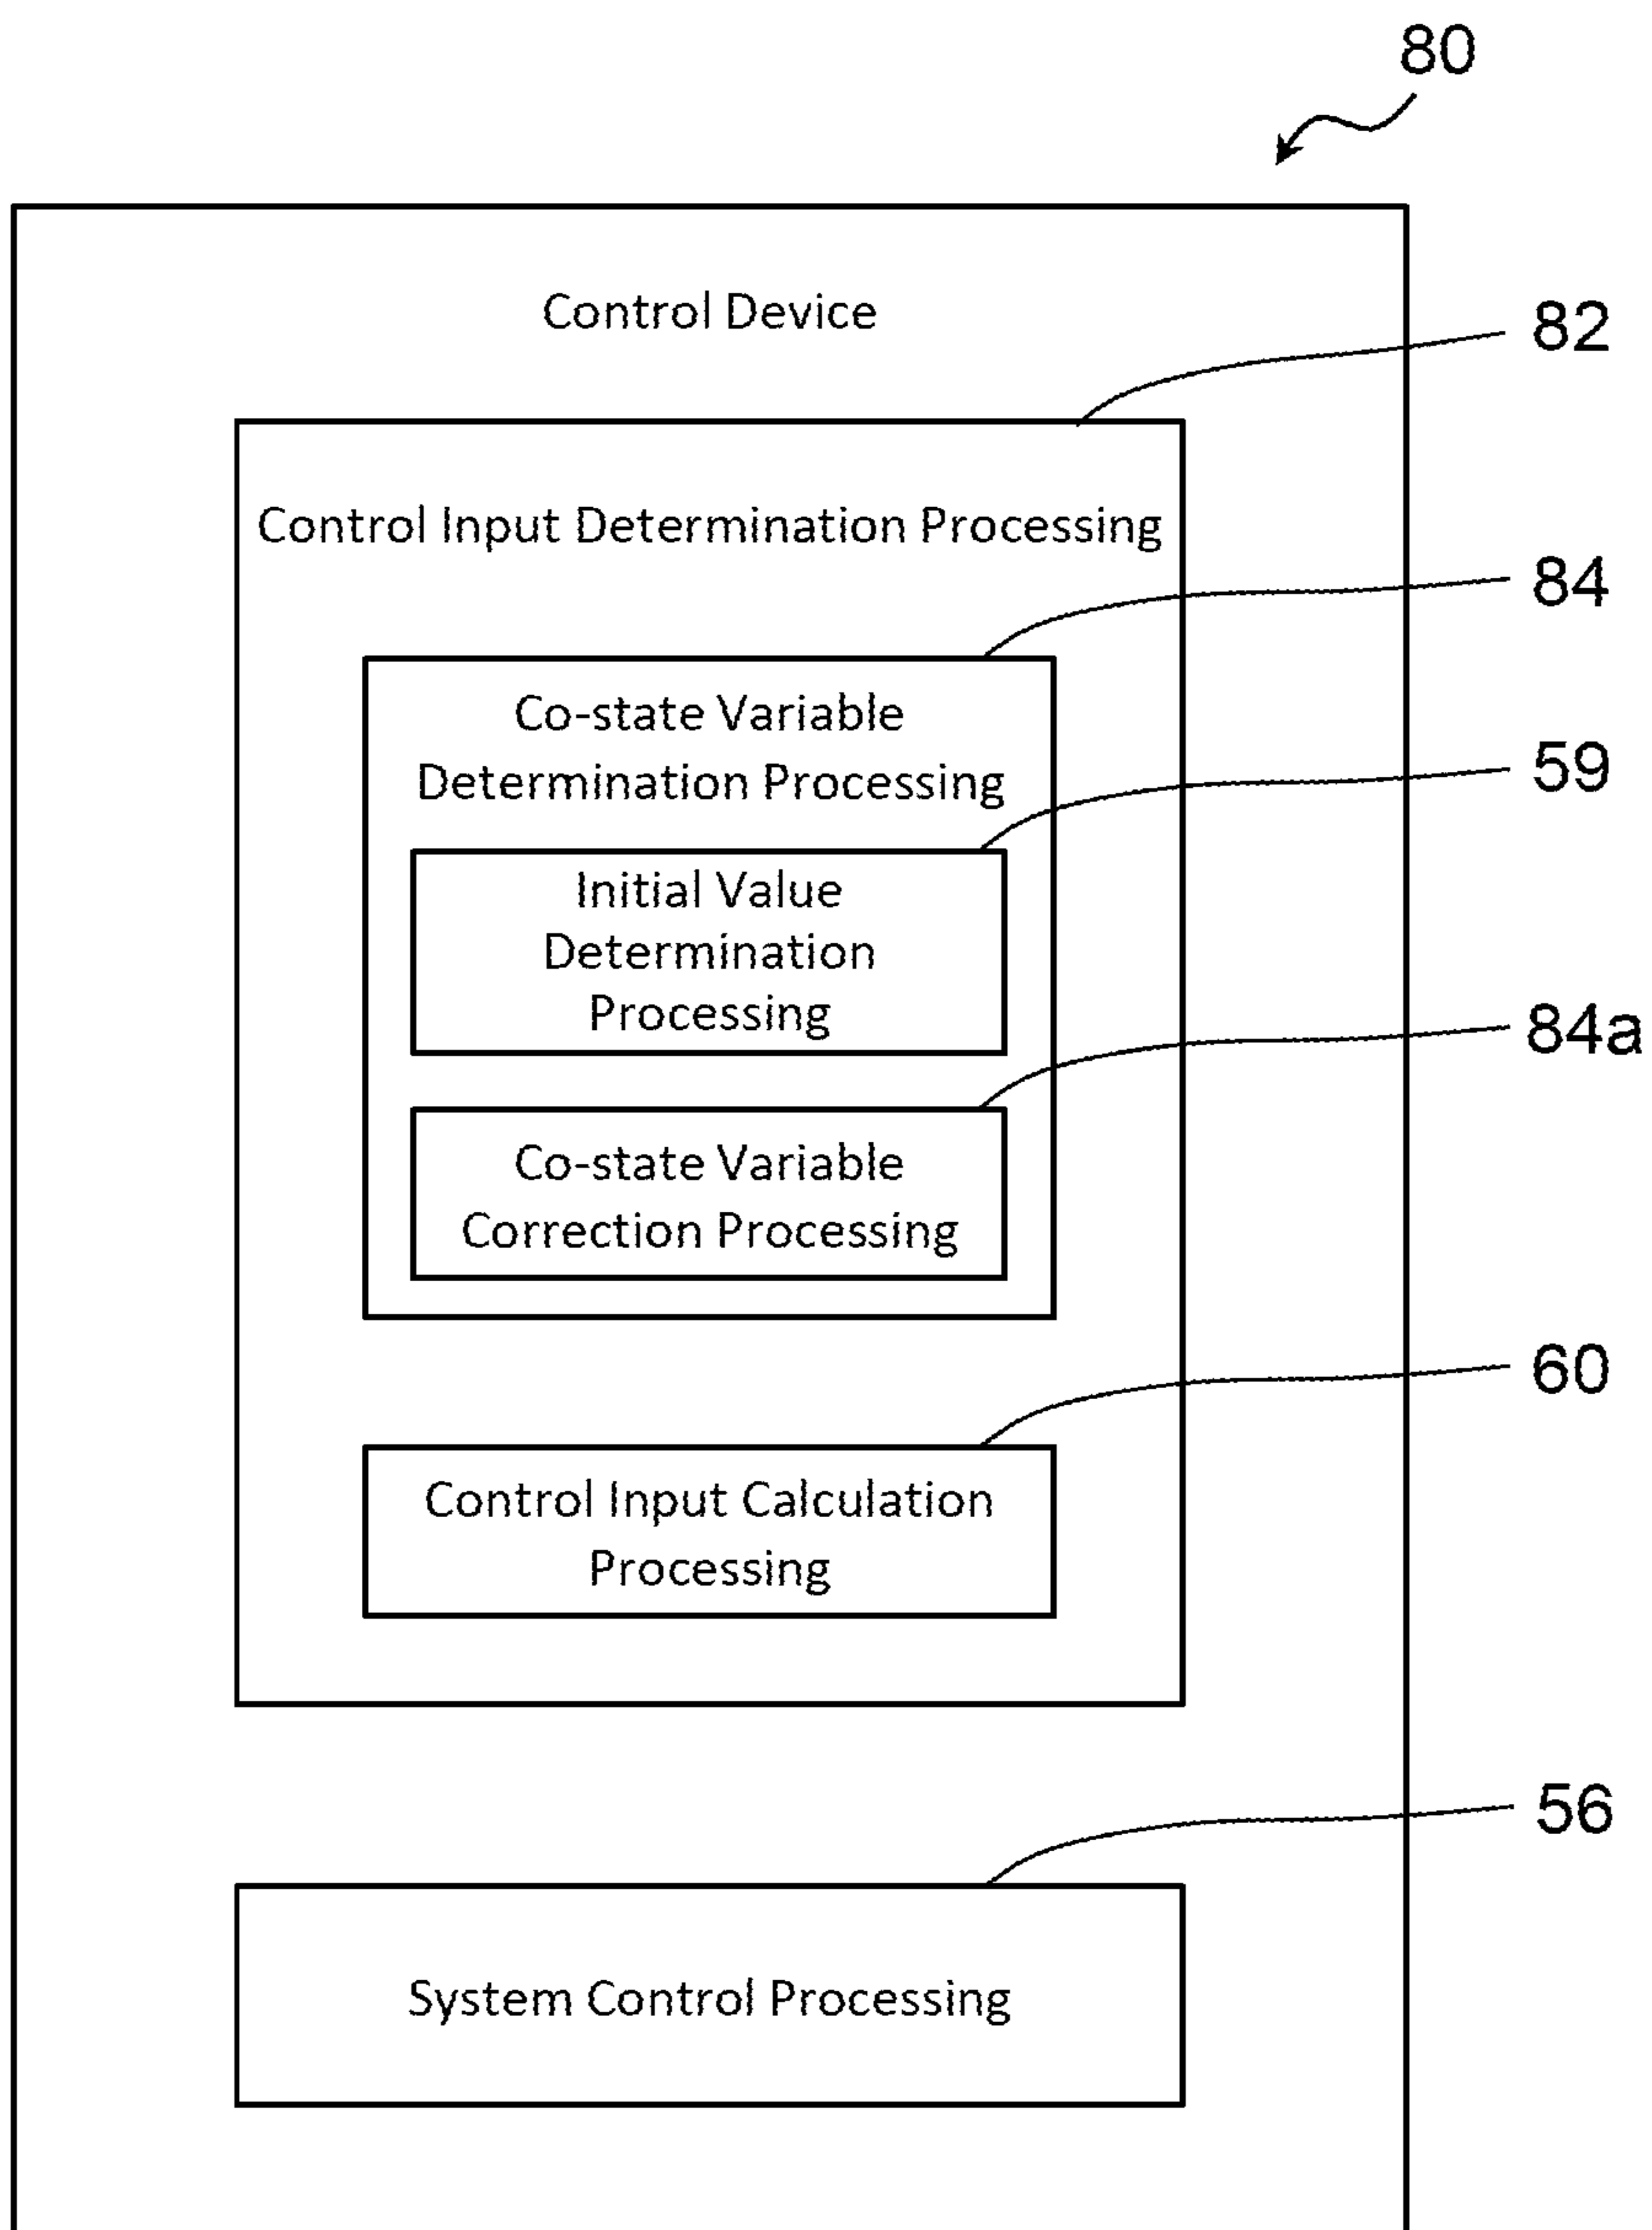 80
Control Device
82
Control Input Determination Processing
84
Co-state Variable
Determination Processing
59
Initial Value
Determination
Processing
84a
Co-state Variable
Correction Processing
60
Control Input Calculation
Processing
56
System Control Processing